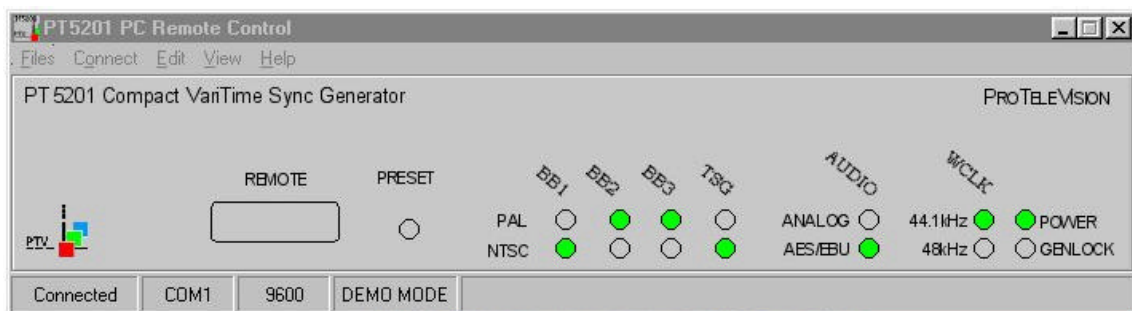 PT5201 PC Remote Control
Files Connect Edit View Help
PT 5201 Compact VariTime Sync Generator PROTELEVISION
REMOTE PRESET BB1 BB2 BB3 TSG AUDIO WCLK
PAL ANALOG 44.1kHz POWER
PTV NTSC AES/EBU 48kHz GENLOCK
Connected COM1 9600 DEMO MODE